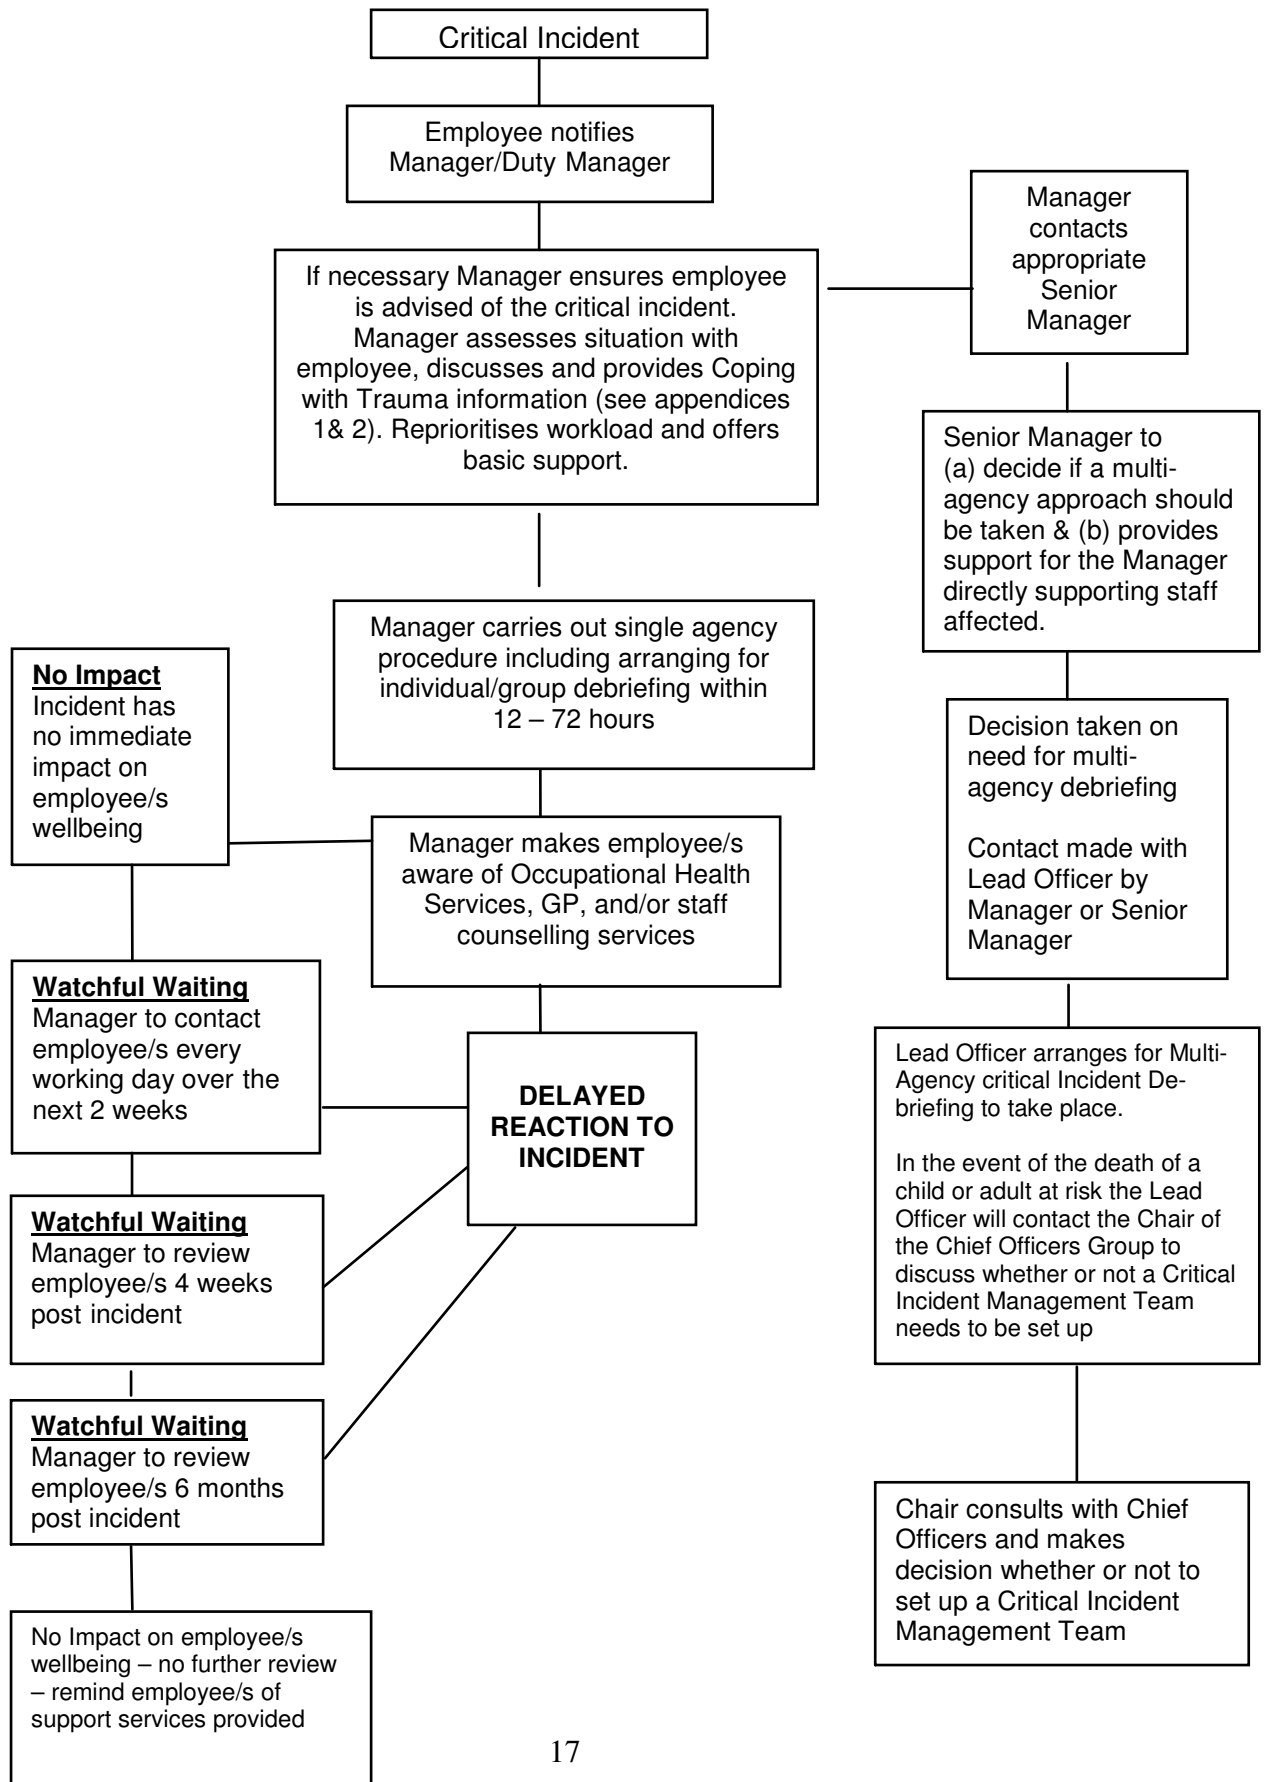 Critical Incident
Employee notifies
Manager/Duty Manager
If necessary Manager ensures employee
is advised of the critical incident.
Manager assesses situation with
employee, discusses and provides Coping
with Trauma information (see appendices
1& 2). Reprioritises workload and offers
basic support.
Manager
contacts
appropriate
Senior
Manager
Senior Manager to
(a) decide if a multi-
agency approach should
be taken & (b) provides
support for the Manager
directly supporting staff
affected.
Manager carries out single agency
procedure including arranging for
individual/group debriefing within
12 – 72 hours
No Impact
Incident has
no immediate
impact on
employee/s
wellbeing
Decision taken on
need for multi-
agency debriefing
Contact made with
Lead Officer by
Manager or Senior
Manager
Manager makes employee/s
aware of Occupational Health
Services, GP, and/or staff
counselling services
Watchful Waiting
Manager to contact
employee/s every
working day over the
next 2 weeks
DELAYED
REACTION TO
INCIDENT
Lead Officer arranges for Multi-
Agency critical Incident De-
briefing to take place.
In the event of the death of a
child or adult at risk the Lead
Officer will contact the Chair of
the Chief Officers Group to
discuss whether or not a Critical
Incident Management Team
needs to be set up
Watchful Waiting
Manager to review
employee/s 4 weeks
post incident
Watchful Waiting
Manager to review
employee/s 6 months
post incident
Chair consults with Chief
Officers and makes
decision whether or not to
set up a Critical Incident
Management Team
No Impact on employee/s
wellbeing – no further review
– remind employee/s of
support services provided
17